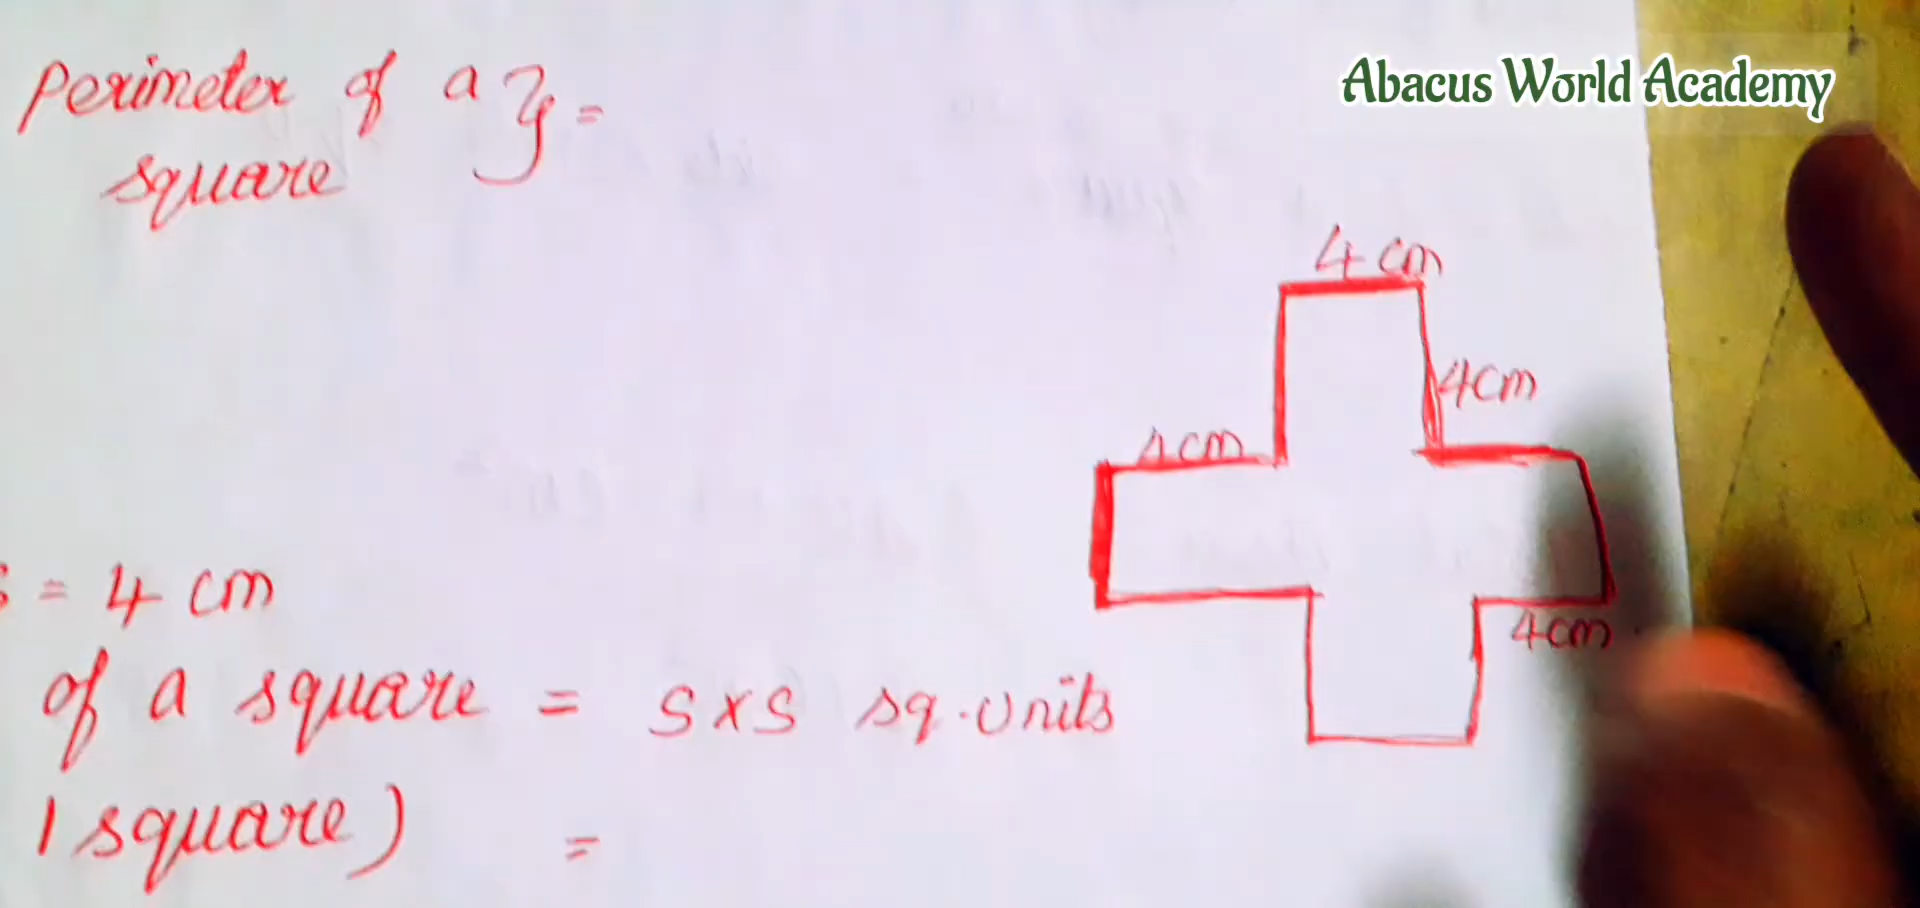 Perimeter of a } =
square
Abacus World Academy
4 cm
4cm
4cm
4cm
s = 4 cm
of a square = s x s sq. units
1 square) =